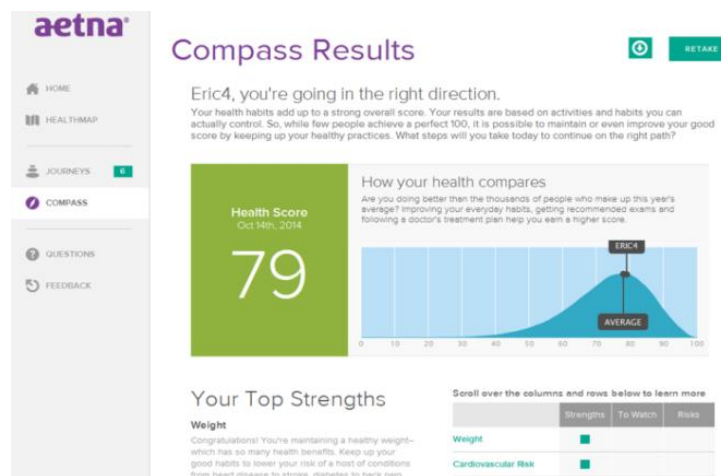 aetna
Compass Results
RETAKE
HOME
HEALTHMAP
JOURNEYS 6
COMPASS
QUESTIONS
FEEDBACK
Eric4, you're going in the right direction.
Your health habits add up to a strong overall score. Your results are based on activities and habits you can
actually control. So, while few people achieve a perfect 100, it is possible to maintain or even improve your good
score by keeping up your healthy practices. What steps will you take today to continue on the right path?
Health Score
Oct 14th, 2014
79
How your health compares
Are you doing better than the thousands of people who make up this year's
average? Improving your everyday habits, getting recommended exams and
following a doctor's treatment plan help you earn a higher score.
ERIC4
AVERAGE
0 10 20 30 40 50 60 70 80 90 100
Your Top Strengths
Weight
Congratulations! You're maintaining a healthy weight–
which has so many health benefits. Keep up your
good habits to lower your risk of a host of conditions
from heart disease to stroke, diabetes to back pain
Scroll over the columns and rows below to learn more
Strengths To Watch Risks
Weight
Cardiovascular Risk